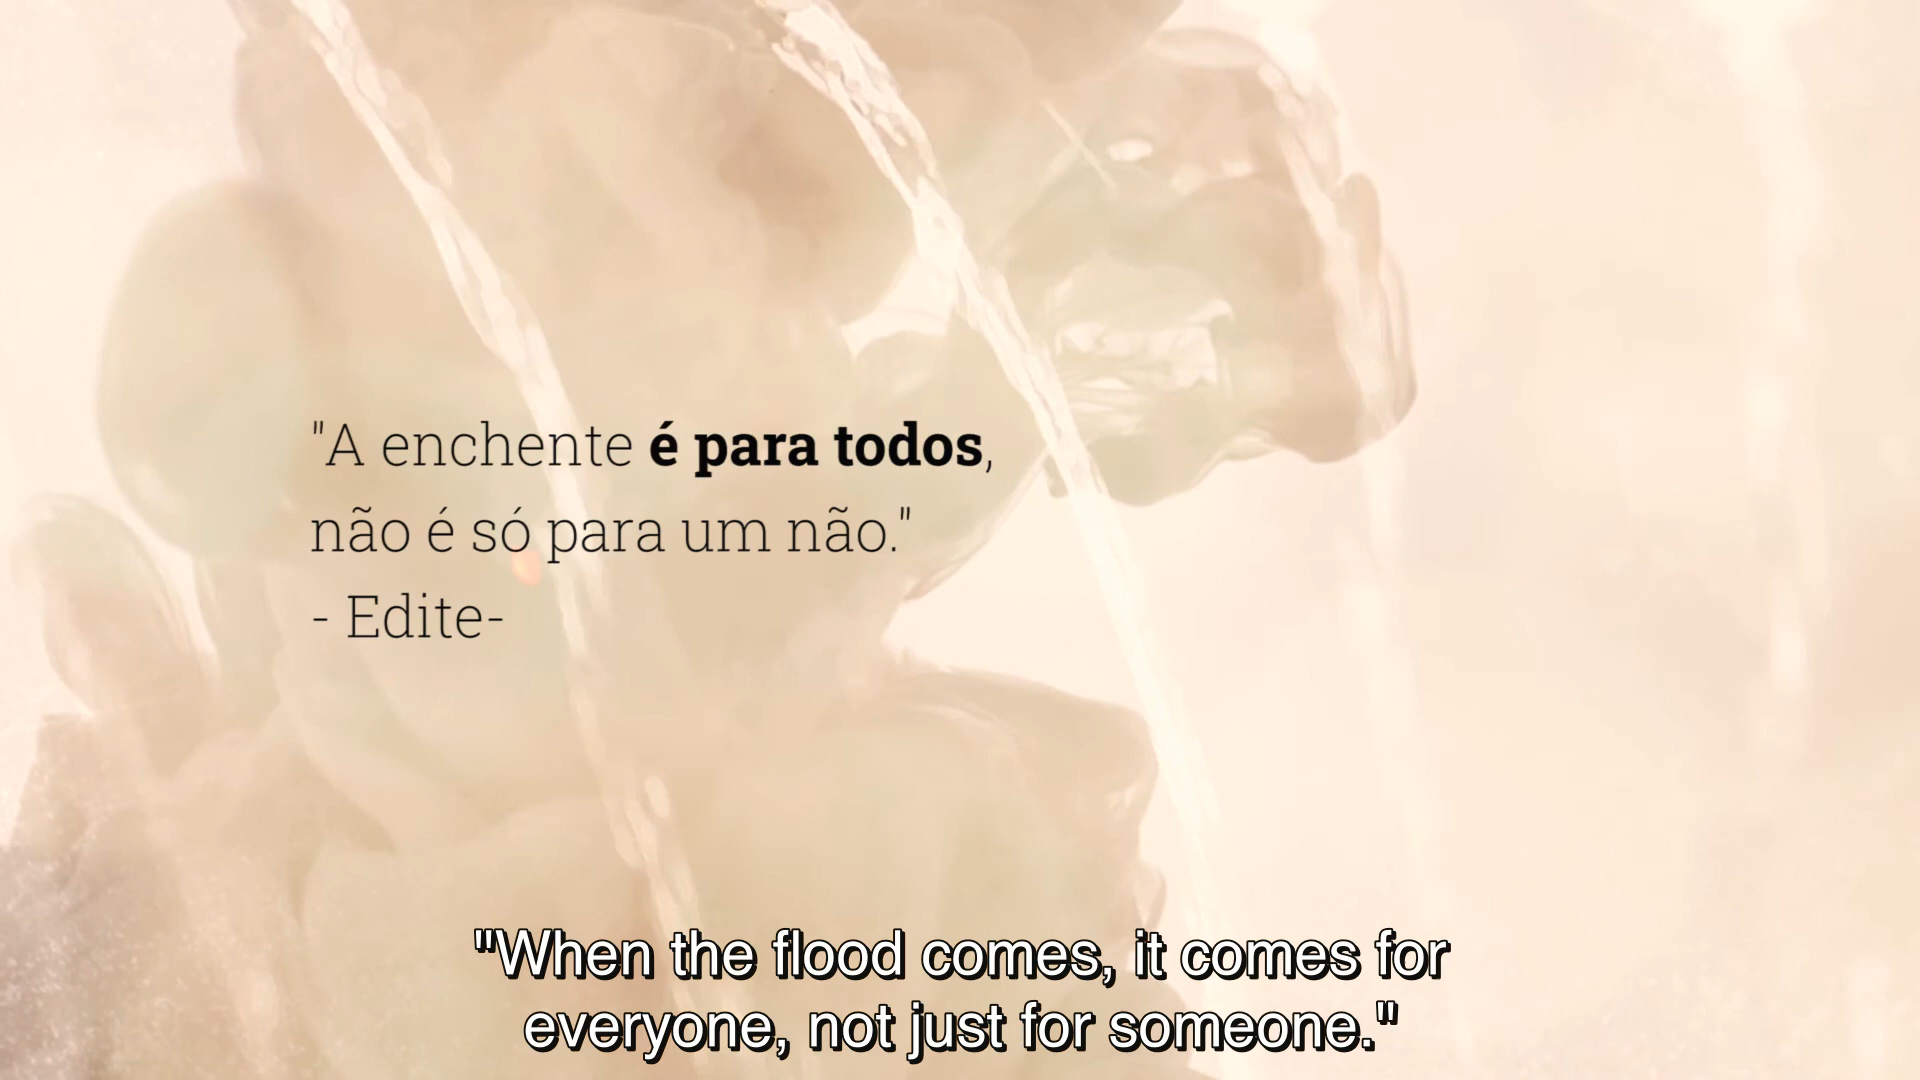 "A enchente é para todos,
não é só para um não."
- Edite-
"When the flood comes, it comes for
everyone, not just for someone."